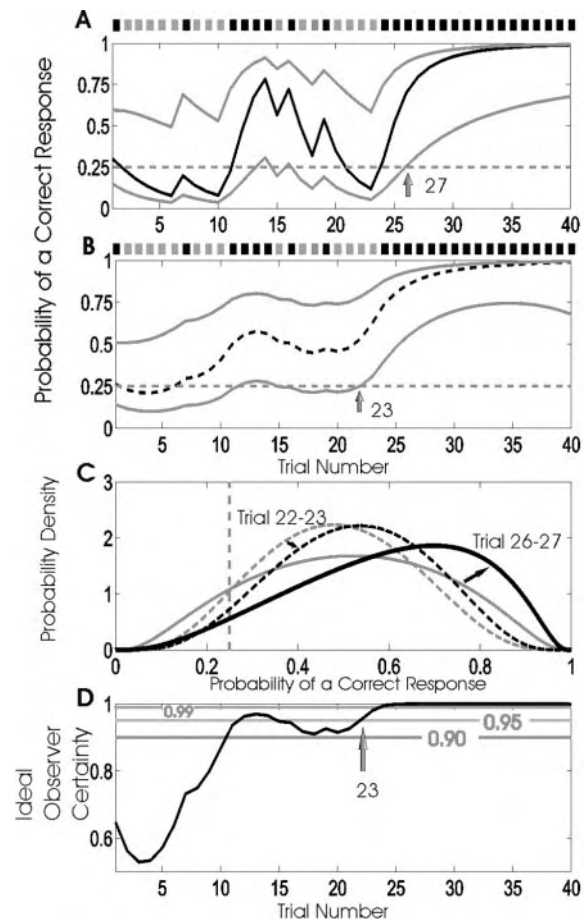 A
Probability of a Correct Response
1
0.75
0.5
0.25
0
27
5 10 15 20 25 30 35 40
B
1
0.75
0.5
0.25
0
23
5 10 15 20 25 30 35 40
Trial Number
C
Probability Density
3
2
1
0
Trial 22-23
Trial 26-27
0 0.2 0.4 0.6 0.8 1
Probability of a Correct Response
D
Ideal
Observer
Certainty
1
0.8
0.6
0.99
0.95
0.90
23
5 10 15 20 25 30 35 40
Trial Number